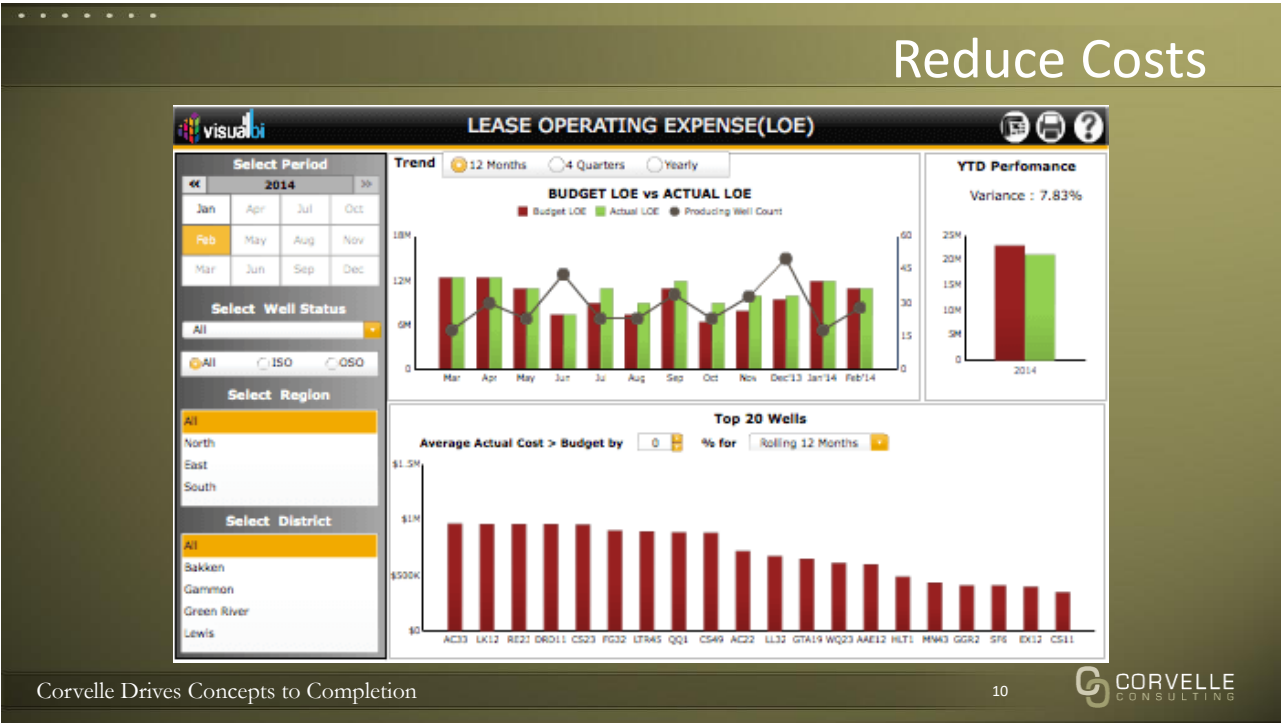 Reduce Costs
visualbi
LEASE OPERATING EXPENSE(LOE)
Select Period
2014
Jan Apr Jul Oct
Feb May Aug Nov
Mar Jun Sep Dec
Select Well Status
All
All ISO OSO
Select Region
All
North
East
South
Select District
All
Bakken
Gammon
Green River
Lewis
Trend 12 Months 4 Quarters Yearly
BUDGET LOE vs ACTUAL LOE
Budget LOE Actual LOE Producing Well Count
18M
12M
6M
0
60
45
30
15
0
Mar Apr May Jun Jul Aug Sep Oct Nov Dec'13 Jan'14 Feb'14
YTD Perfomance
Variance : 7.83%
25M
20M
15M
10M
5M
0
2014
Top 20 Wells
Average Actual Cost > Budget by 0 % for Rolling 12 Months
$1.5M
$1M
$500K
$0
AC33 LK12 RE23 DRD11 CS23 FG32 LTR45 QQ1 CS49 AC22 LL32 GTA19 WQ23 AAE12 HLT1 MN43 GGR2 SF6 EX12 CS11
Corvelle Drives Concepts to Completion
10
CORVELLE
CONSULTING